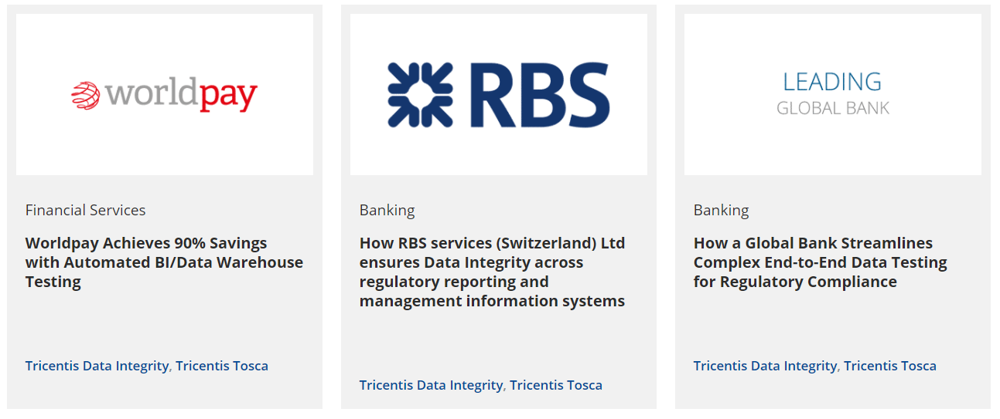 worldpay
RBS
LEADING
GLOBAL BANK
Financial Services
Worldpay Achieves 90% Savings
with Automated BI/Data Warehouse
Testing
Tricentis Data Integrity, Tricentis Tosca
Banking
How RBS services (Switzerland) Ltd
ensures Data Integrity across
regulatory reporting and
management information systems
Tricentis Data Integrity, Tricentis Tosca
Banking
How a Global Bank Streamlines
Complex End-to-End Data Testing
for Regulatory Compliance
Tricentis Data Integrity, Tricentis Tosca